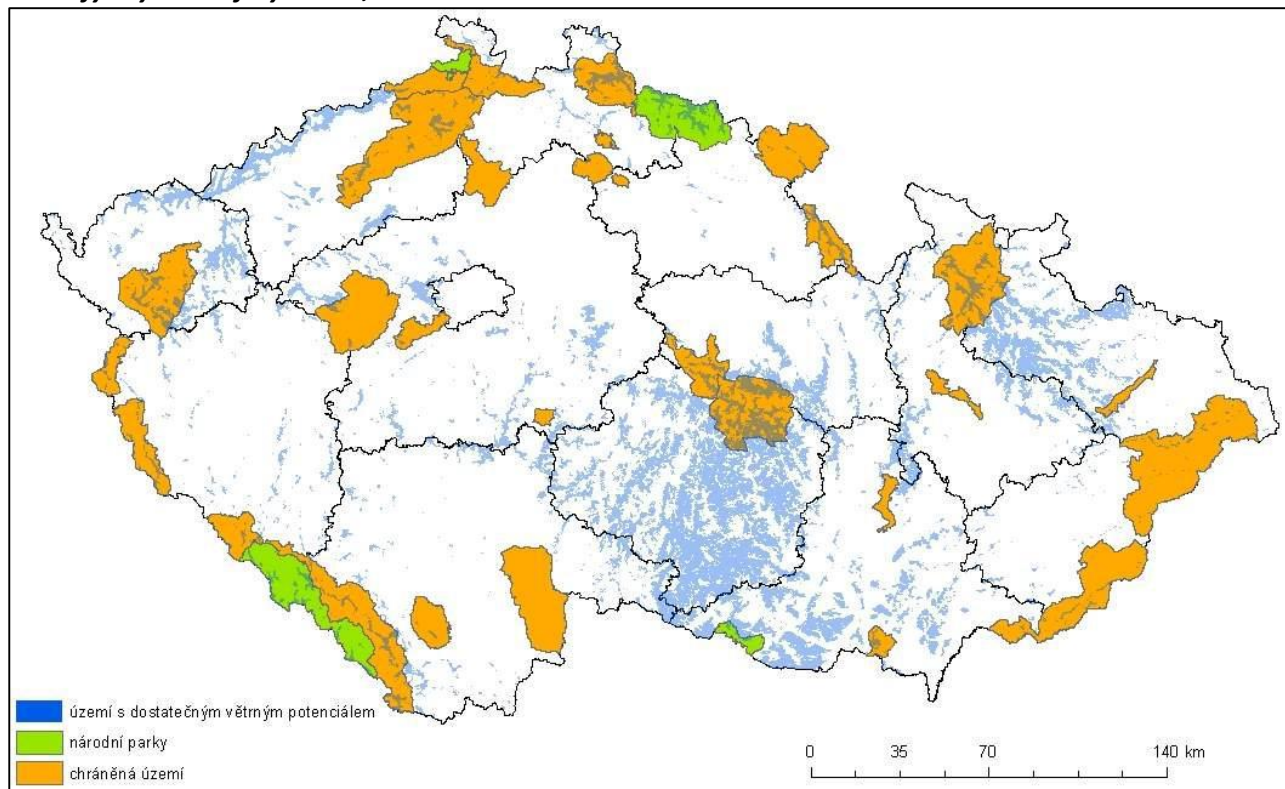 území s dostatečným větrným potenciálem
národní parky
chráněná území
0 35 70 140 km